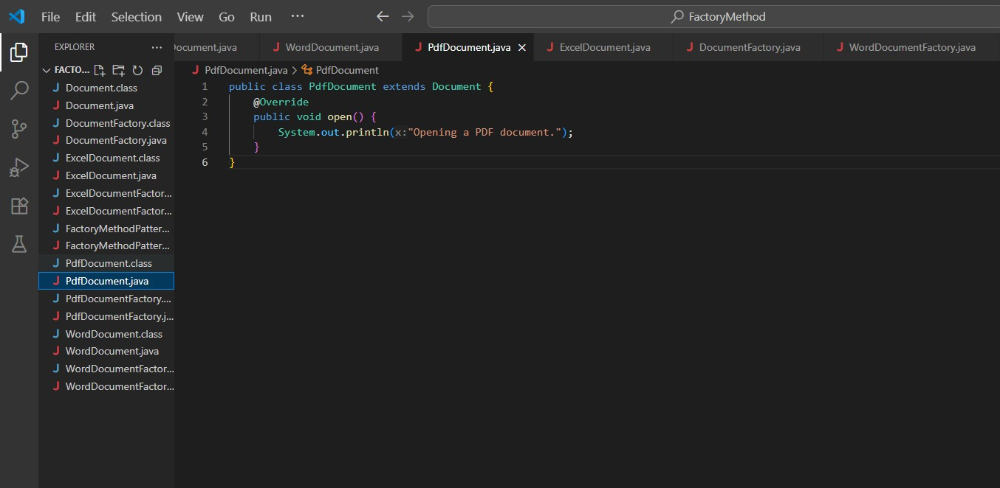 File Edit Selection View Go Run ···
FactoryMethod
EXPLORER ···
ocument.java WordDocument.java PdfDocument.java ExcelDocument.java DocumentFactory.java WordDocumentFactory.java
FACTO...
PdfDocument.java > PdfDocument
Document.class
Document.java
DocumentFactory.class
DocumentFactory.java
ExcelDocument.class
ExcelDocument.java
ExcelDocumentFactor...
ExcelDocumentFactor...
FactoryMethodPatter...
FactoryMethodPatter...
PdfDocument.class
PdfDocument.java
PdfDocumentFactory....
PdfDocumentFactory.j...
WordDocument.class
WordDocument.java
WordDocumentFactor...
WordDocumentFactor...
1 public class PdfDocument extends Document {
2 @Override
3 public void open() {
4 System.out.println(x:"Opening a PDF document.");
5 }
6 }